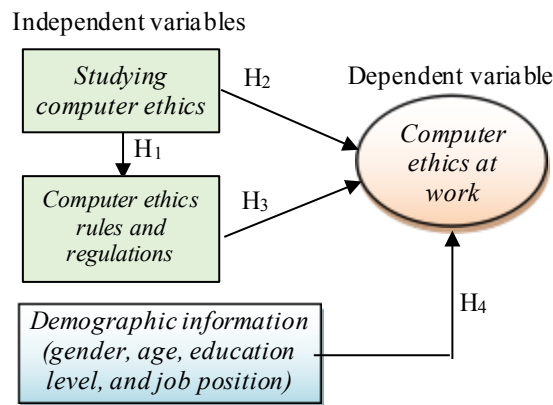 Independent variables
Studying
computer ethics
H2
Dependent variable
H1
Computer
ethics at
work
Computer ethics
rules and
regulations
H3
H4
Demographic information
(gender, age, education
level, and job position)